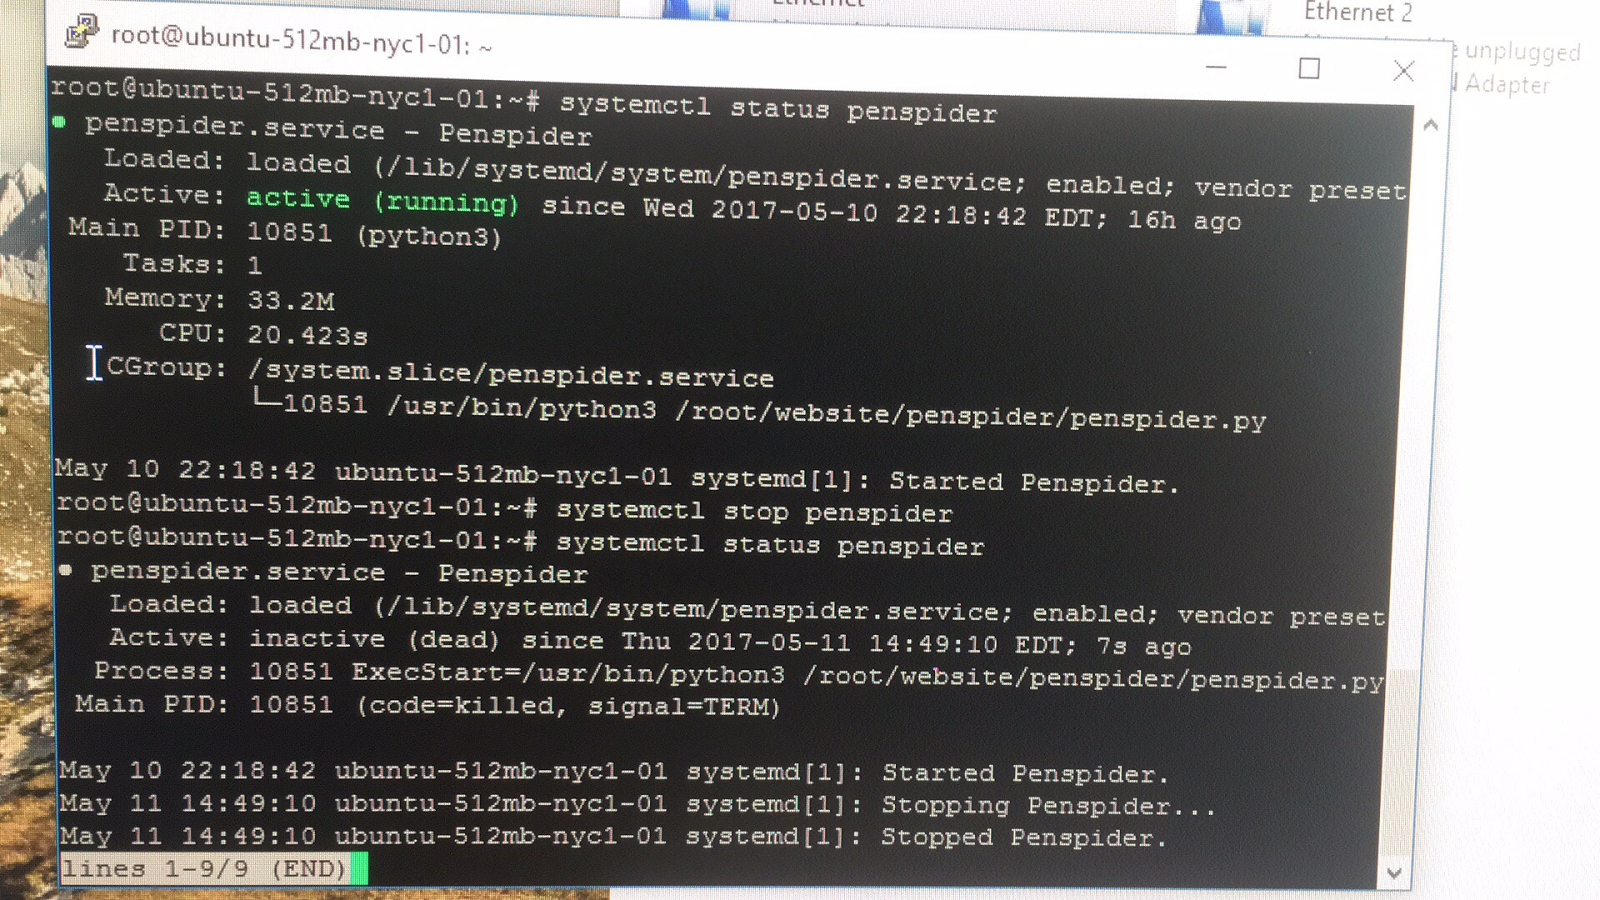 Ethernet
Ethernet 2
unplugged
Adapter
root@ubuntu-512mb-nyc1-01: ~
root@ubuntu-512mb-nyc1-01:~# systemctl status penspider
● penspider.service - Penspider
Loaded: loaded (/lib/systemd/system/penspider.service; enabled; vendor preset
Active: active (running) since Wed 2017-05-10 22:18:42 EDT; 16h ago
Main PID: 10851 (python3)
Tasks: 1
Memory: 33.2M
CPU: 20.423s
CGroup: /system.slice/penspider.service
└─10851 /usr/bin/python3 /root/website/penspider/penspider.py
May 10 22:18:42 ubuntu-512mb-nyc1-01 systemd[1]: Started Penspider.
root@ubuntu-512mb-nyc1-01:~# systemctl stop penspider
root@ubuntu-512mb-nyc1-01:~# systemctl status penspider
● penspider.service - Penspider
Loaded: loaded (/lib/systemd/system/penspider.service; enabled; vendor preset
Active: inactive (dead) since Thu 2017-05-11 14:49:10 EDT; 7s ago
Process: 10851 ExecStart=/usr/bin/python3 /root/website/penspider/penspider.py
Main PID: 10851 (code=killed, signal=TERM)
May 10 22:18:42 ubuntu-512mb-nyc1-01 systemd[1]: Started Penspider.
May 11 14:49:10 ubuntu-512mb-nyc1-01 systemd[1]: Stopping Penspider...
May 11 14:49:10 ubuntu-512mb-nyc1-01 systemd[1]: Stopped Penspider.
lines 1-9/9 (END)